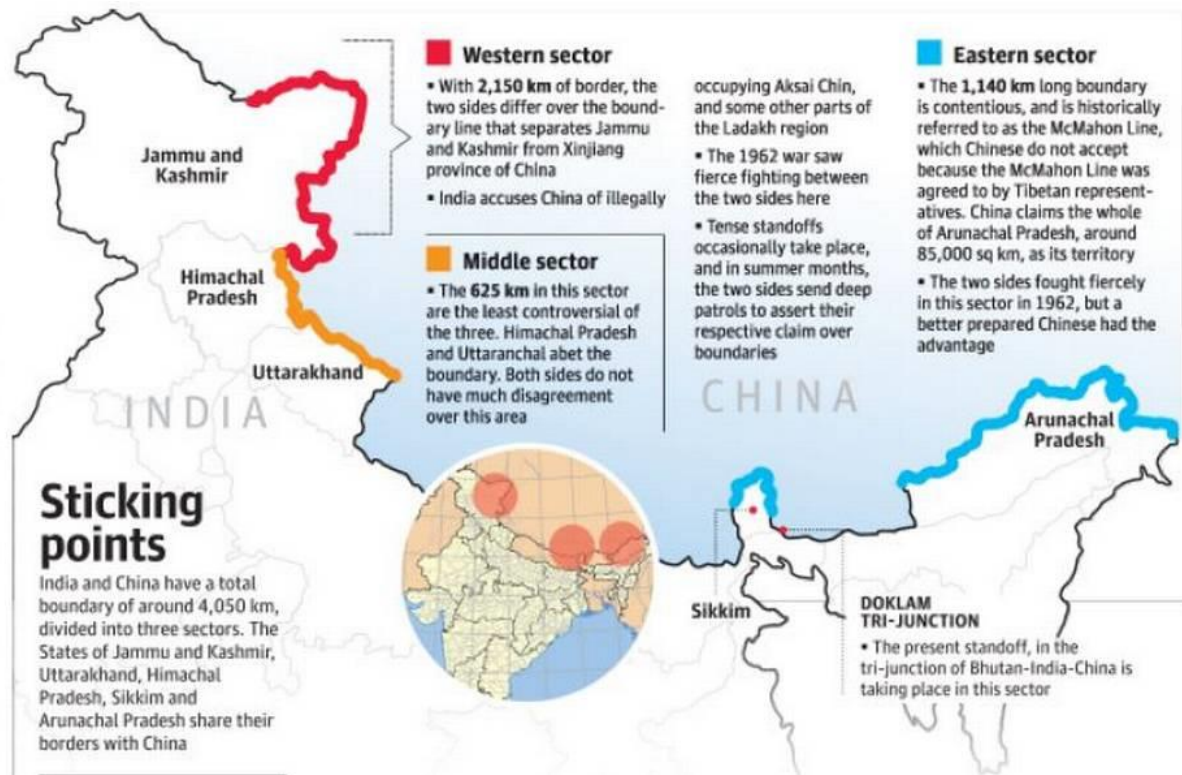 Western sector
▪ With 2,150 km of border, the
two sides differ over the bound-
ary line that separates Jammu
and Kashmir from Xinjiang
province of China
▪ India accuses China of illegally
occupying Aksai Chin,
and some other parts of
the Ladakh region
▪ The 1962 war saw
fierce fighting between
the two sides here
▪ Tense standoffs
occasionally take place,
and in summer months,
the two sides send deep
patrols to assert their
respective claim over
boundaries
Eastern sector
▪ The 1,140 km long boundary
is contentious, and is historically
referred to as the McMahon Line,
which Chinese do not accept
because the McMahon Line was
agreed to by Tibetan represent-
atives. China claims the whole
of Arunachal Pradesh, around
85,000 sq km, as its territory
▪ The two sides fought fiercely
in this sector in 1962, but a
better prepared Chinese had the
advantage
Middle sector
▪ The 625 km in this sector
are the least controversial of
the three. Himachal Pradesh
and Uttaranchal abet the
boundary. Both sides do not
have much disagreement
over this area
Jammu and
Kashmir
Himachal
Pradesh
Uttarakhand
INDIA
CHINA
Arunachal
Pradesh
Sikkim
DOKLAM
TRI-JUNCTION
▪ The present standoff, in the
tri-junction of Bhutan-India-China is
taking place in this sector
Sticking
points
India and China have a total
boundary of around 4,050 km,
divided into three sectors. The
States of Jammu and Kashmir,
Uttarakhand, Himachal
Pradesh, Sikkim and
Arunachal Pradesh share their
borders with China